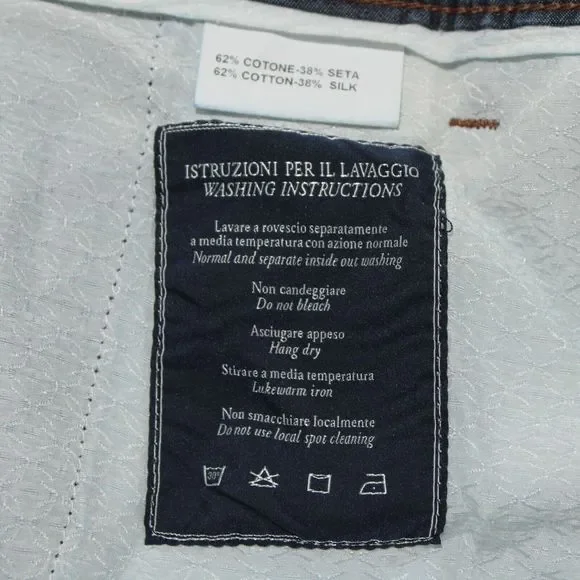 62% COTONE-38% SETA
62% COTTON-38% SILK
ISTRUZIONI PER IL LAVAGGIO
WASHING INSTRUCTIONS
Lavare a rovescio separatamente
a media temperatura con azione normale
Normal and separate inside out washing
Non candeggiare
Do not bleach
Asciugare appeso
Hang dry
Stirare a media temperatura
Lukewarm iron
Non smacchiare localmente
Do not use local spot cleaning
30°